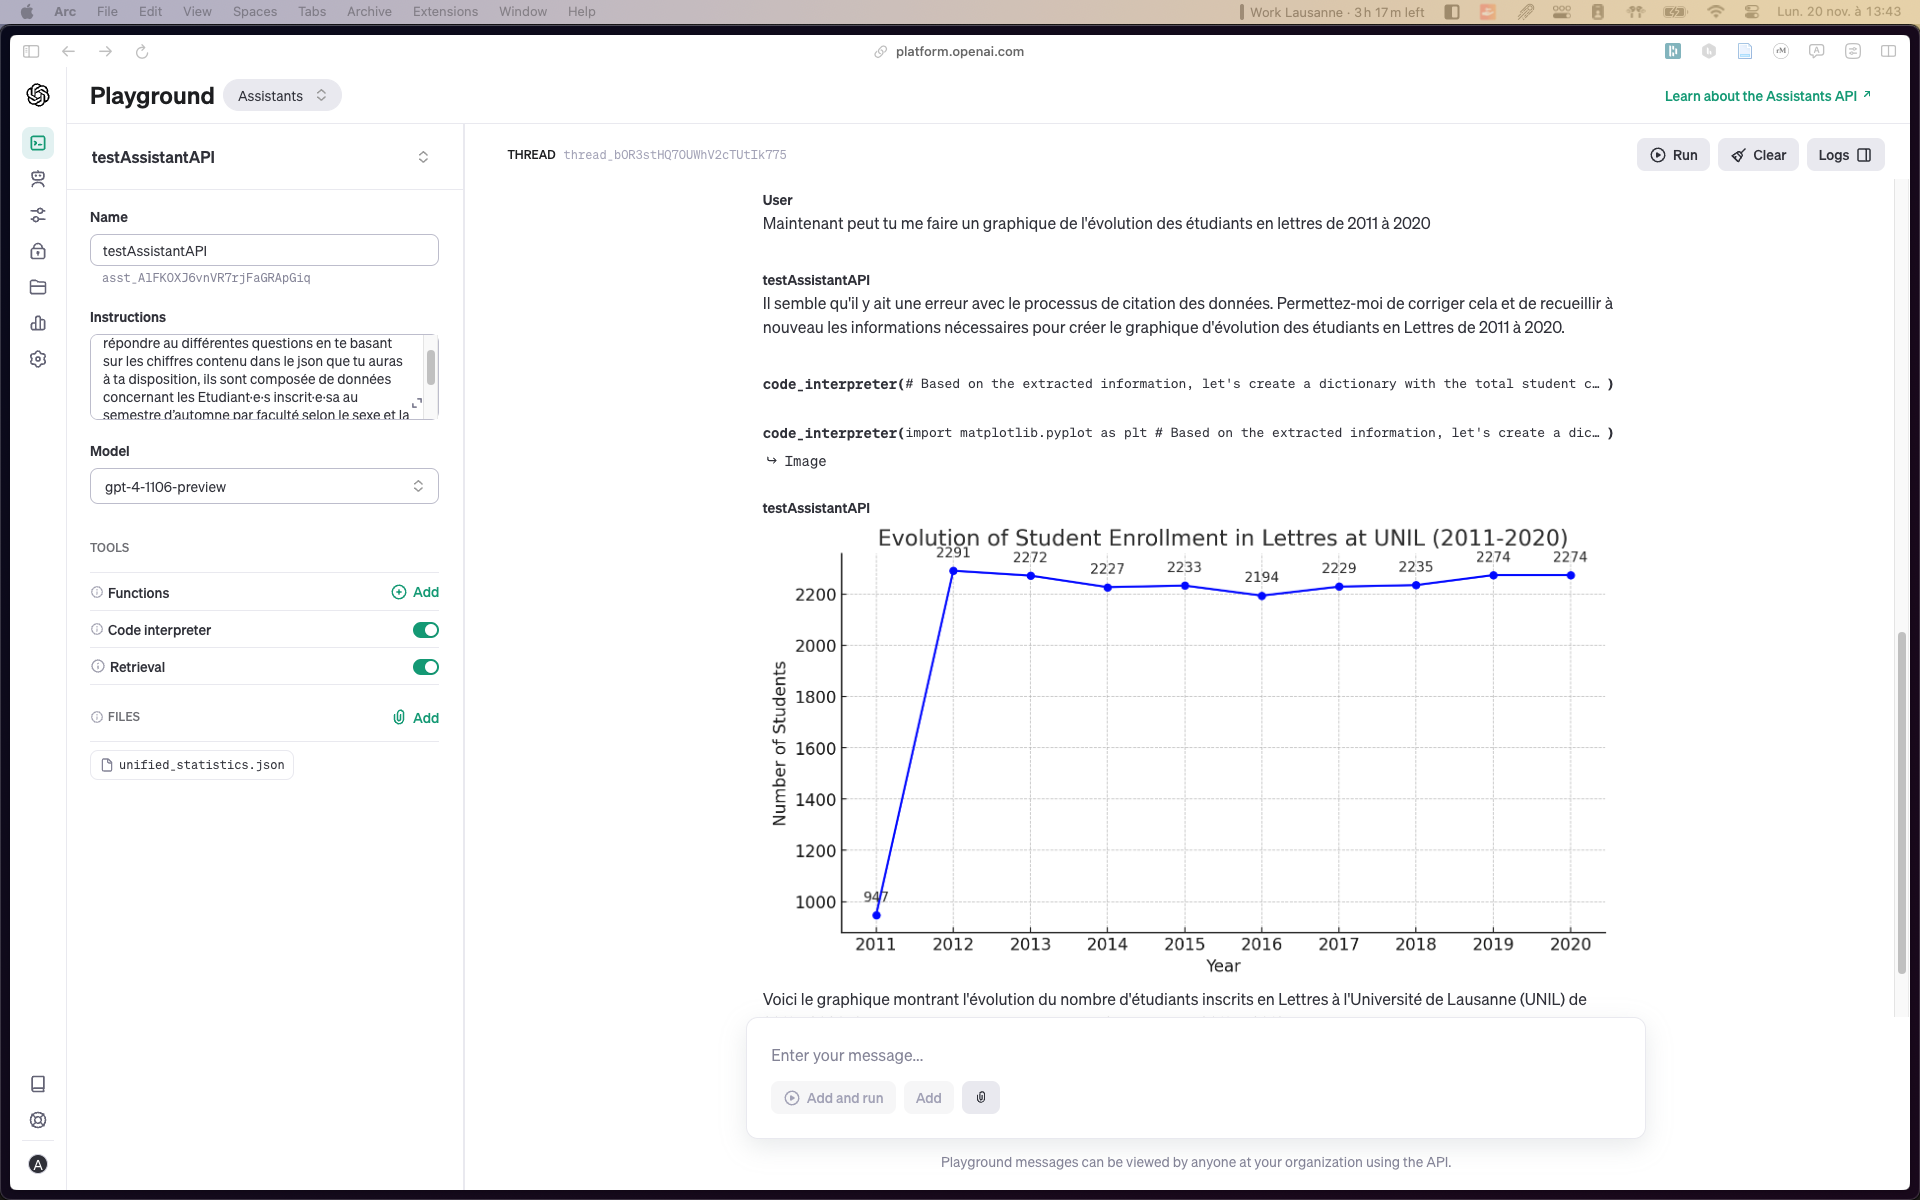 Arc File Edit View Spaces Tabs Archive Extensions Window Help
Work Lausanne · 3 h 17 m left
Lun. 20 nov. à 13:43
platform.openai.com
Playground
Assistants
Learn about the Assistants API
testAssistantAPI
Name
testAssistantAPI
asst_AlFKOXJ6vnVR7rjFaGRApGiq
Instructions
répondre au différentes questions en te basant
sur les chiffres contenu dans le json que tu auras
à ta disposition, ils sont composée de données
concernant les Etudiant·e·s inscrit·e·sa au
semestre d'automne par faculté selon le sexe et la
Model
gpt-4-1106-preview
TOOLS
Functions
Add
Code interpreter
Retrieval
FILES
Add
unified_statistics.json
A
THREAD thread_bOR3stHQ7OUWhV2cTUtIk775
Run
Clear
Logs
User
Maintenant peut tu me faire un graphique de l'évolution des étudiants en lettres de 2011 à 2020
testAssistantAPI
Il semble qu'il y ait une erreur avec le processus de citation des données. Permettez-moi de corriger cela et de recueillir à
nouveau les informations nécessaires pour créer le graphique d'évolution des étudiants en Lettres de 2011 à 2020.
code_interpreter(# Based on the extracted information, let's create a dictionary with the total student c… )
code_interpreter(import matplotlib.pyplot as plt # Based on the extracted information, let's create a dic… )
Image
testAssistantAPI
Evolution of Student Enrollment in Lettres at UNIL (2011-2020)
2291 2272 2227 2233 2194 2229 2235 2274 2274
2200
2000
1800
1600
1400
1200
1000
Number of Students
947
2011 2012 2013 2014 2015 2016 2017 2018 2019 2020
Year
Voici le graphique montrant l'évolution du nombre d'étudiants inscrits en Lettres à l'Université de Lausanne (UNIL) de
Enter your message...
Add and run
Add
Playground messages can be viewed by anyone at your organization using the API.